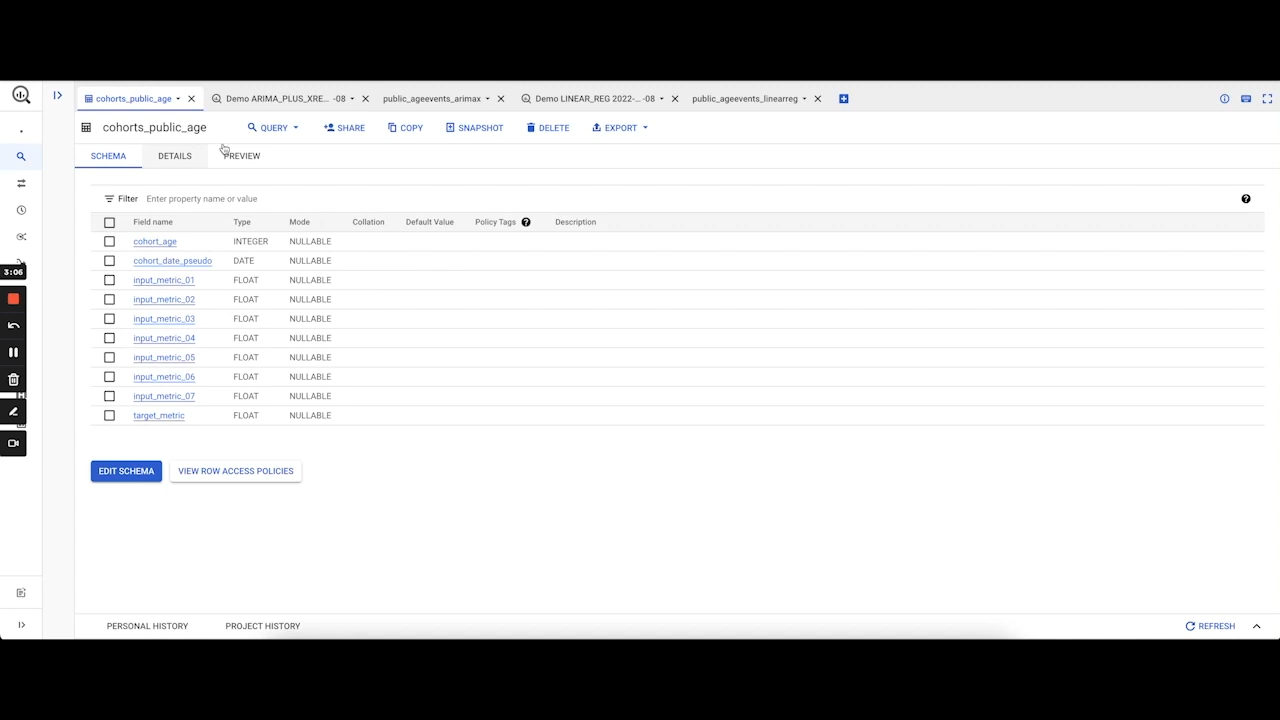 cohorts_public_age
Demo ARIMA_PLUS_XRE... -08
public_ageevents_arimax
Demo LINEAR_REG 2022-... -08
public_ageevents_linearreg
cohorts_public_age
QUERY
SHARE
COPY
SNAPSHOT
DELETE
EXPORT
SCHEMA
DETAILS
PREVIEW
Filter Enter property name or value
Field name Type Mode Collation Default Value Policy Tags Description
cohort_age INTEGER NULLABLE
cohort_date_pseudo DATE NULLABLE
input_metric_01 FLOAT NULLABLE
input_metric_02 FLOAT NULLABLE
input_metric_03 FLOAT NULLABLE
input_metric_04 FLOAT NULLABLE
input_metric_05 FLOAT NULLABLE
input_metric_06 FLOAT NULLABLE
input_metric_07 FLOAT NULLABLE
target_metric FLOAT NULLABLE
3:06
EDIT SCHEMA
VIEW ROW ACCESS POLICIES
PERSONAL HISTORY
PROJECT HISTORY
REFRESH